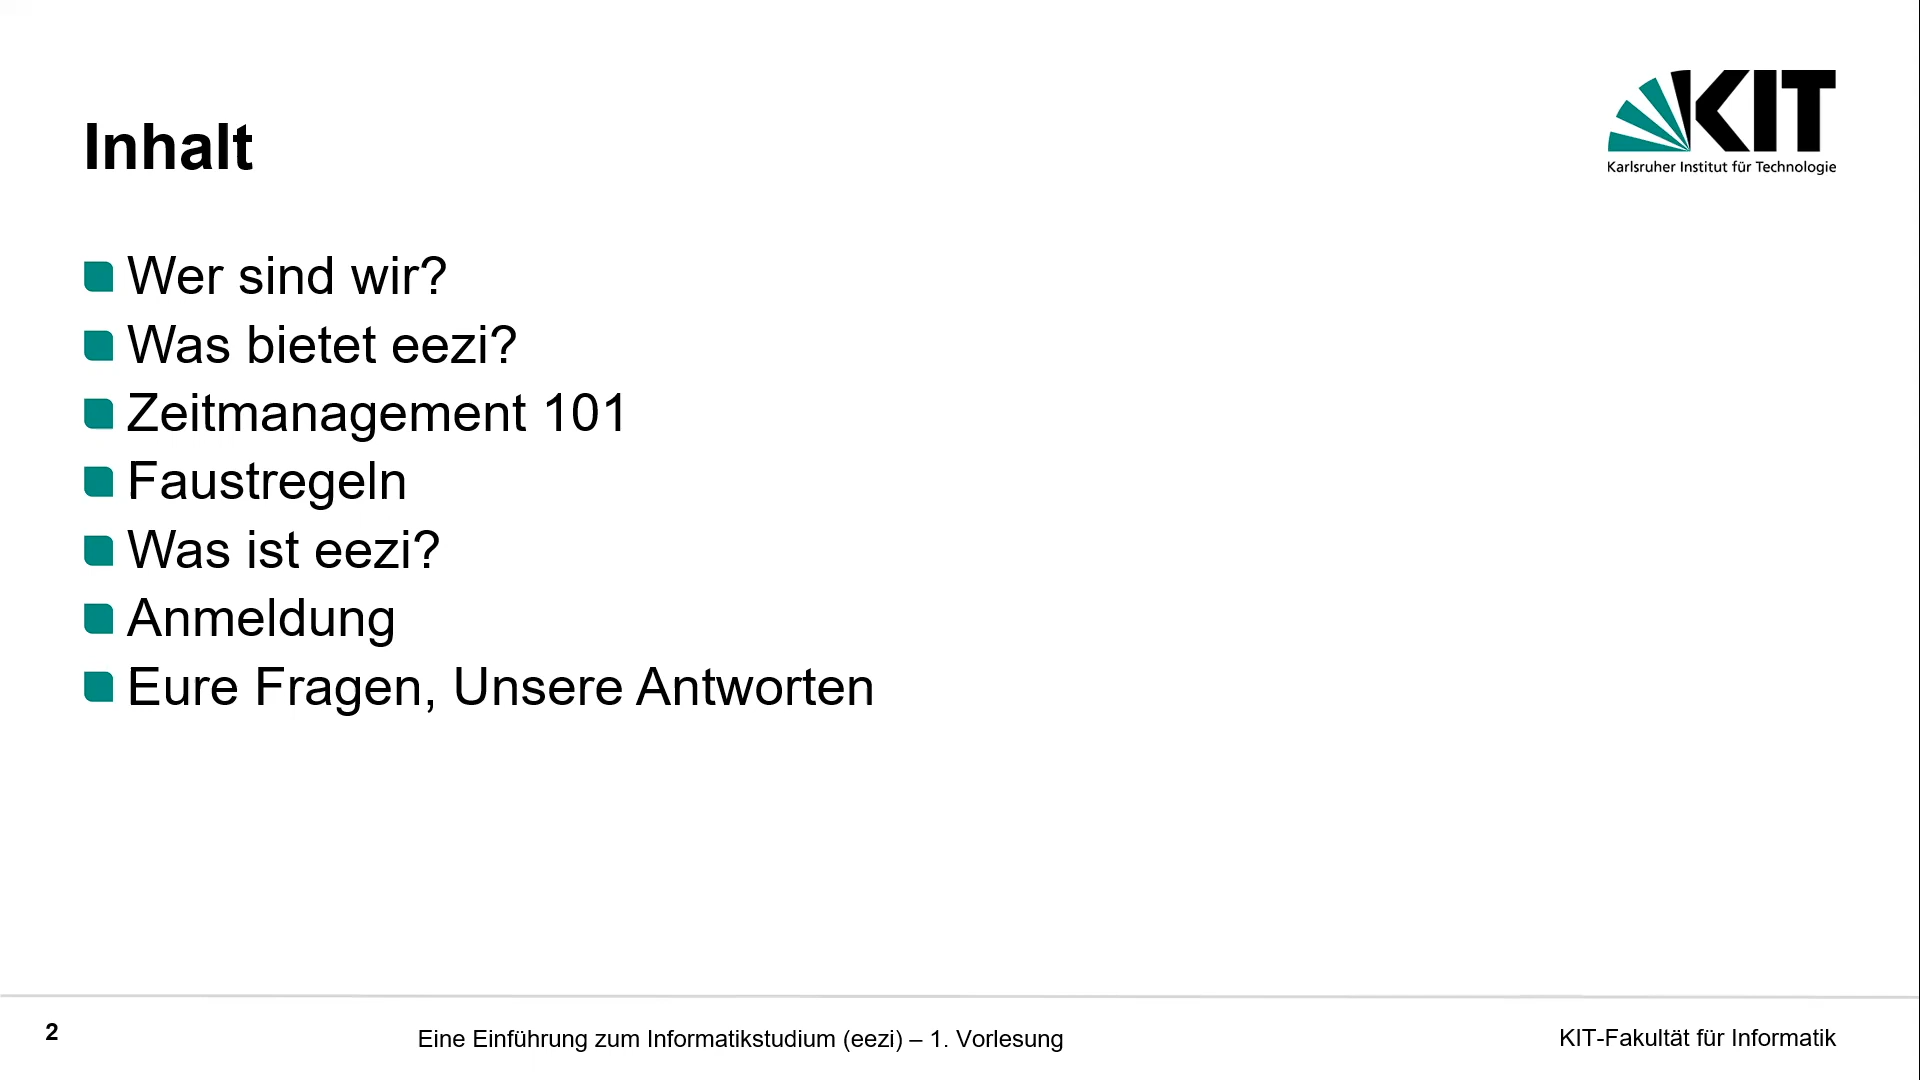 Inhalt
KIT
Karlsruher Institut für Technologie
Wer sind wir?
Was bietet eezi?
Zeitmanagement 101
Faustregeln
Was ist eezi?
Anmeldung
Eure Fragen, Unsere Antworten
2
Eine Einführung zum Informatikstudium (eezi) – 1. Vorlesung
KIT-Fakultät für Informatik